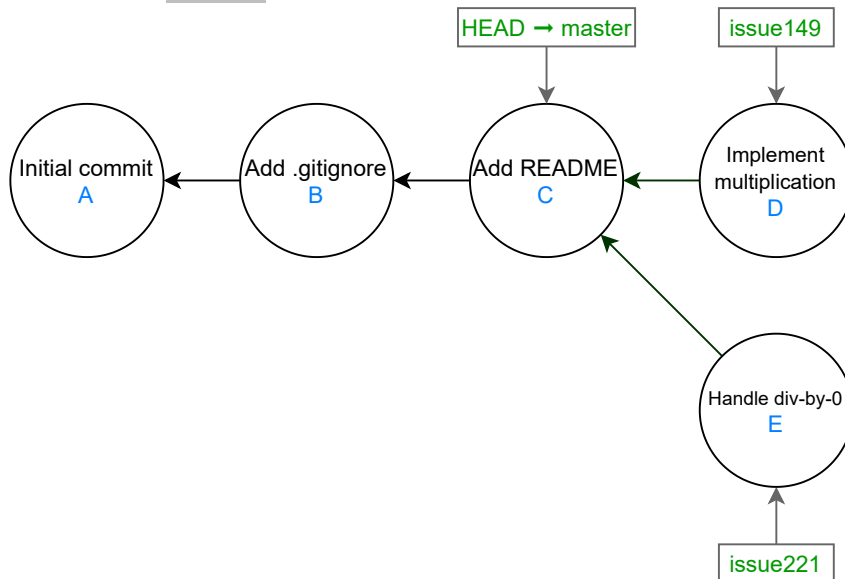 HEAD → master
issue149
Initial commit
A
Add .gitignore
B
Add README
C
Implement
multiplication
D
Handle div-by-0
E
issue221